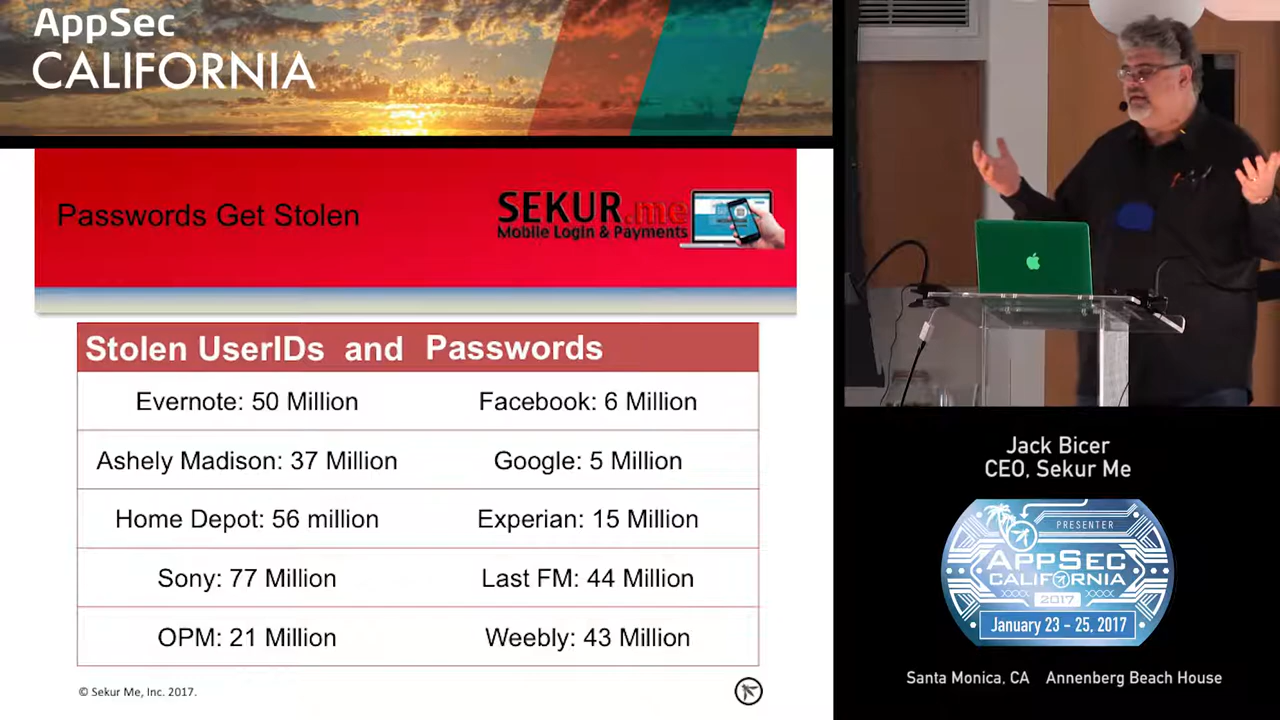 AppSec
CALIFORNIA
Passwords Get Stolen
SEKUR.me
Mobile Login & Payments
Stolen UserIDs and Passwords
Evernote: 50 Million
Facebook: 6 Million
Ashely Madison: 37 Million
Google: 5 Million
Home Depot: 56 million
Experian: 15 Million
Sony: 77 Million
Last FM: 44 Million
OPM: 21 Million
Weebly: 43 Million
© Sekur Me, Inc. 2017.
Jack Bicer
CEO, Sekur Me
PRESENTER
APPSEC
CALIFORNIA
2017
January 23 - 25, 2017
Santa Monica, CA Annenberg Beach House